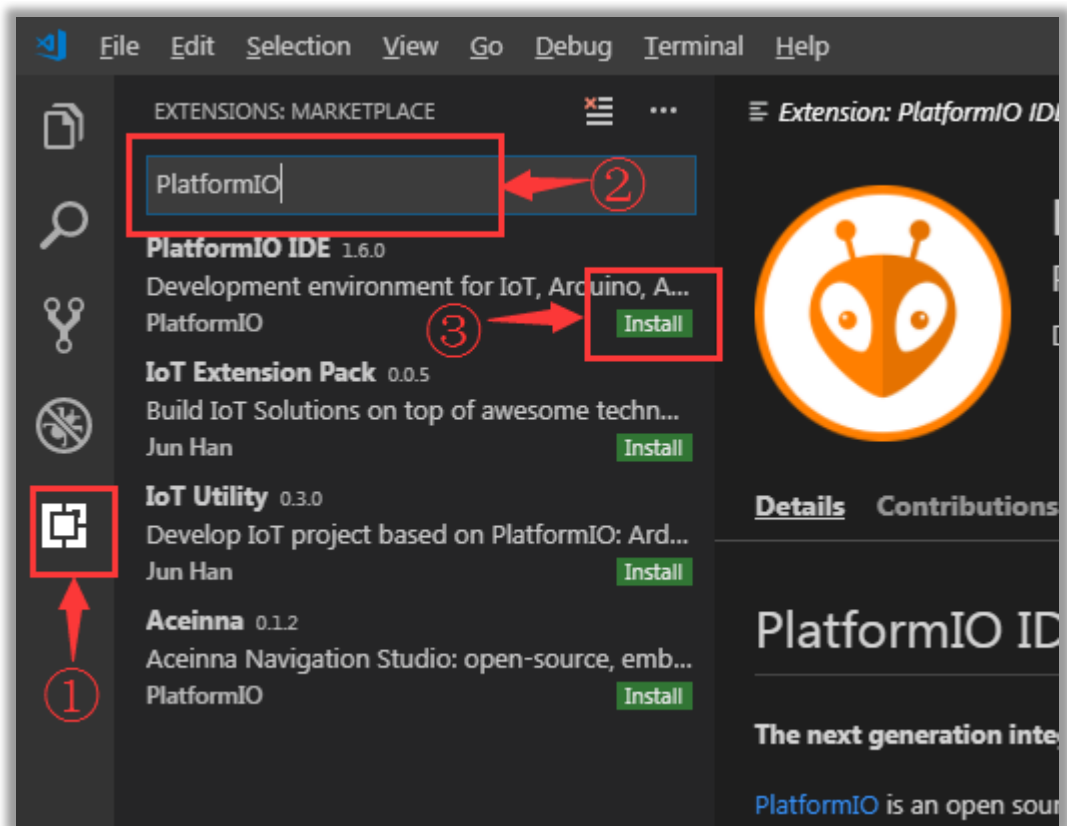 File Edit Selection View Go Debug Terminal Help
EXTENSIONS: MARKETPLACE
PlatformIO
②
PlatformIO IDE 1.6.0
Development environment for IoT, Arduino, A...
PlatformIO
Install
③
IoT Extension Pack 0.0.5
Build IoT Solutions on top of awesome techn...
Jun Han
Install
IoT Utility 0.3.0
Develop IoT project based on PlatformIO: Ard...
Jun Han
Install
Aceinna 0.1.2
Aceinna Navigation Studio: open-source, emb...
PlatformIO
Install
①
Extension: PlatformIO IDE
Details Contributions
PlatformIO ID
The next generation inte
PlatformIO is an open sour